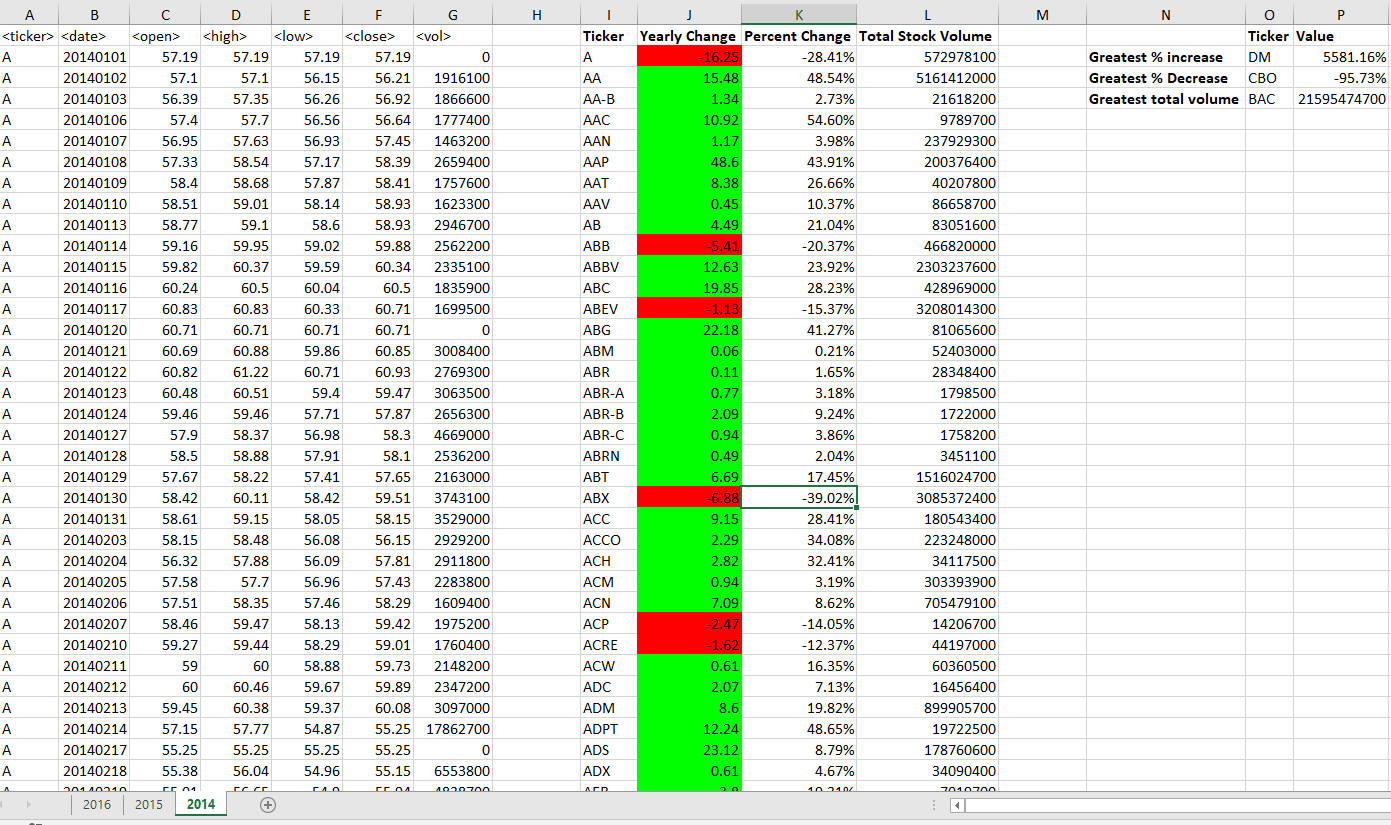 A B C D E F G H I J K L M N O P
<ticker> <date> <open> <high> <low> <close> <vol> Ticker Yearly Change Percent Change Total Stock Volume Ticker Value
A 20140101 57.19 57.19 57.19 57.19 0 A -16.25 -28.41% 572978100 Greatest % increase DM 5581.16%
A 20140102 57.1 57.1 56.15 56.21 1916100 AA 15.48 48.54% 5161412000 Greatest % Decrease CBO -95.73%
A 20140103 56.39 57.35 56.26 56.92 1866600 AA-B 1.34 2.73% 21618200 Greatest total volume BAC 21595474700
A 20140106 57.4 57.7 56.56 56.64 1777400 AAC 10.92 54.60% 9789700
A 20140107 56.95 57.63 56.93 57.45 1463200 AAN 1.17 3.98% 237929300
A 20140108 57.33 58.54 57.17 58.39 2659400 AAP 48.6 43.91% 200376400
A 20140109 58.4 58.68 57.87 58.41 1757600 AAT 8.38 26.66% 40207800
A 20140110 58.51 59.01 58.14 58.93 1623300 AAV 0.45 10.37% 86658700
A 20140113 58.77 59.1 58.6 58.93 2946700 AB 4.49 21.04% 83051600
A 20140114 59.16 59.95 59.02 59.88 2562200 ABB -5.41 -20.37% 466820000
A 20140115 59.82 60.37 59.59 60.34 2335100 ABBV 12.63 23.92% 2303237600
A 20140116 60.24 60.5 60.04 60.5 1835900 ABC 19.85 28.23% 428969000
A 20140117 60.83 60.83 60.33 60.71 1699500 ABEV -1.13 -15.37% 3208014300
A 20140120 60.71 60.71 60.71 60.71 0 ABG 22.18 41.27% 81065600
A 20140121 60.69 60.88 59.86 60.85 3008400 ABM 0.06 0.21% 52403000
A 20140122 60.82 61.22 60.71 60.93 2769300 ABR 0.11 1.65% 28348400
A 20140123 60.48 60.51 59.4 59.47 3063500 ABR-A 0.77 3.18% 1798500
A 20140124 59.46 59.46 57.71 57.87 2656300 ABR-B 2.09 9.24% 1722000
A 20140127 57.9 58.37 56.98 58.3 4669000 ABR-C 0.94 3.86% 1758200
A 20140128 58.5 58.88 57.91 58.1 2536200 ABRN 0.49 2.04% 3451100
A 20140129 57.67 58.22 57.41 57.65 2163000 ABT 6.69 17.45% 1516024700
A 20140130 58.42 60.11 58.42 59.51 3743100 ABX -6.88 -39.02% 3085372400
A 20140131 58.61 59.15 58.05 58.15 3529000 ACC 9.15 28.41% 180543400
A 20140203 58.15 58.48 56.08 56.15 2929200 ACCO 2.29 34.08% 223248000
A 20140204 56.32 57.88 56.09 57.81 2911800 ACH 2.82 32.41% 34117500
A 20140205 57.58 57.7 56.96 57.43 2283800 ACM 0.94 3.19% 303393900
A 20140206 57.51 58.35 57.46 58.29 1609400 ACN 7.09 8.62% 705479100
A 20140207 58.46 59.47 58.13 59.42 1975200 ACP -2.47 -14.05% 14206700
A 20140210 59.27 59.44 58.29 59.01 1760400 ACRE -1.62 -12.37% 44197000
A 20140211 59 60 58.88 59.73 2148200 ACW 0.61 16.35% 60360500
A 20140212 60 60.46 59.67 59.89 2347200 ADC 2.07 7.13% 16456400
A 20140213 59.45 60.38 59.37 60.08 3097000 ADM 8.6 19.82% 899905700
A 20140214 57.15 57.77 54.87 55.25 17862700 ADPT 12.24 48.65% 19722500
A 20140217 55.25 55.25 55.25 55.25 0 ADS 23.12 8.79% 178760600
A 20140218 55.38 56.04 54.96 55.15 6553800 ADX 0.61 4.67% 34090400
2016 2015 2014